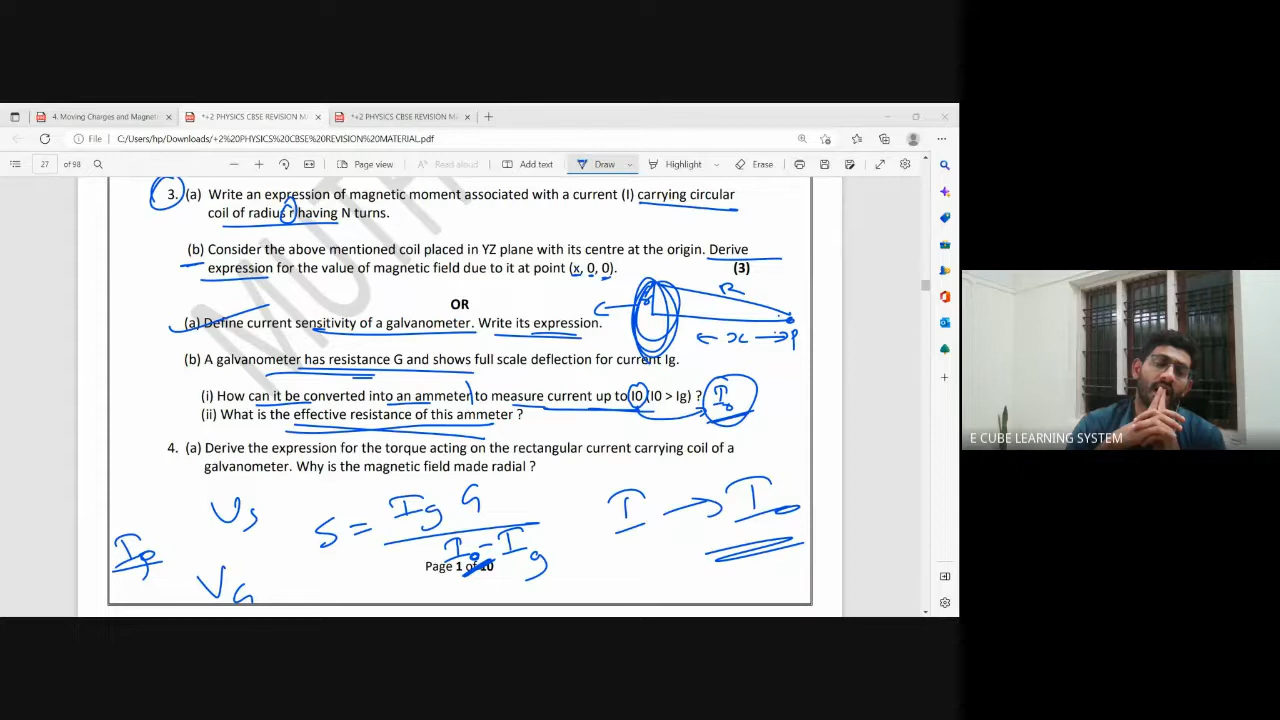 4. Moving Charges and Magnet
*+2 PHYSICS CBSE REVISION MA
*+2 PHYSICS CBSE REVISION M
File
C:/Users/hp/Downloads/+2%20PHYSICS%20CBSE%20REVISION%20MATERIAL.pdf
27 of 98
Page view
Read aloud
Add text
Draw
Highlight
Erase
3. (a) Write an expression of magnetic moment associated with a current (I) carrying circular
coil of radius r having N turns.
(b) Consider the above mentioned coil placed in YZ plane with its centre at the origin. Derive
expression for the value of magnetic field due to it at point (x, 0, 0).
(3)
OR
R
x
P
(a) Define current sensitivity of a galvanometer. Write its expression.
(b) A galvanometer has resistance G and shows full scale deflection for current Ig.
(i) How can it be converted into an ammeter to measure current up to I0 (I0 > Ig) ?
I0
(ii) What is the effective resistance of this ammeter ?
4. (a) Derive the expression for the torque acting on the rectangular current carrying coil of a
galvanometer. Why is the magnetic field made radial ?
Vs
S = Ig G
I0 - Ig
I → I0
Ig
VG
Page 1 of 10
MUTH
E CUBE LEARNING SYSTEM